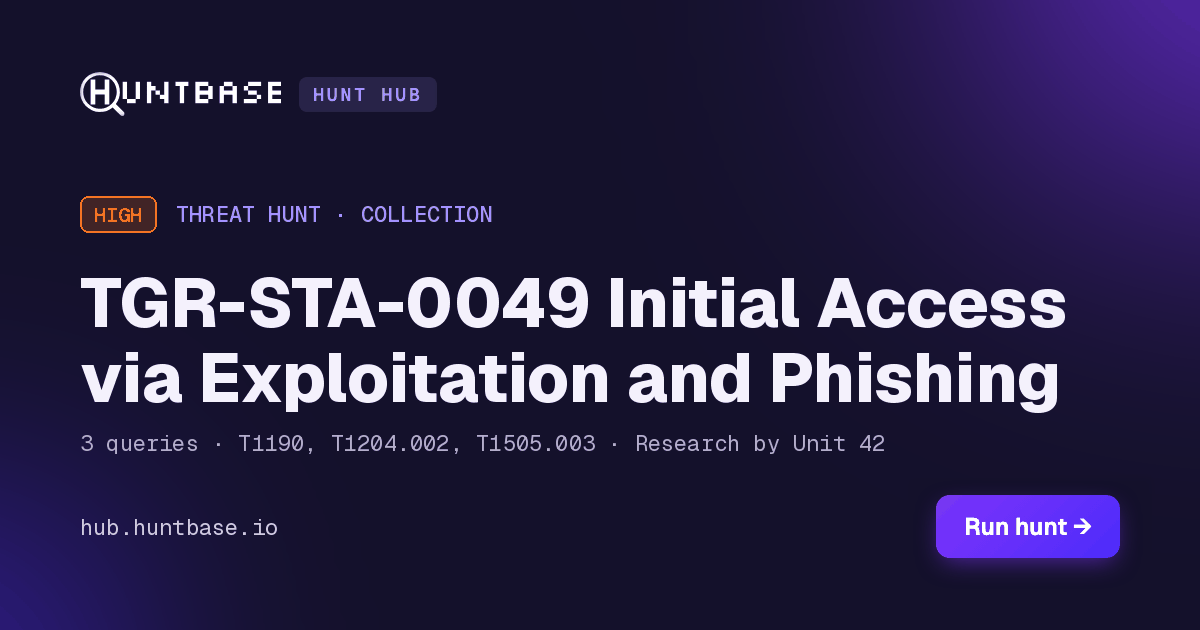 HUNTBASE HUNT HUB
HIGH THREAT HUNT · COLLECTION
TGR-STA-0049 Initial Access
via Exploitation and Phishing
3 queries · T1190, T1204.002, T1505.003 · Research by Unit 42
hub.huntbase.io
Run hunt →